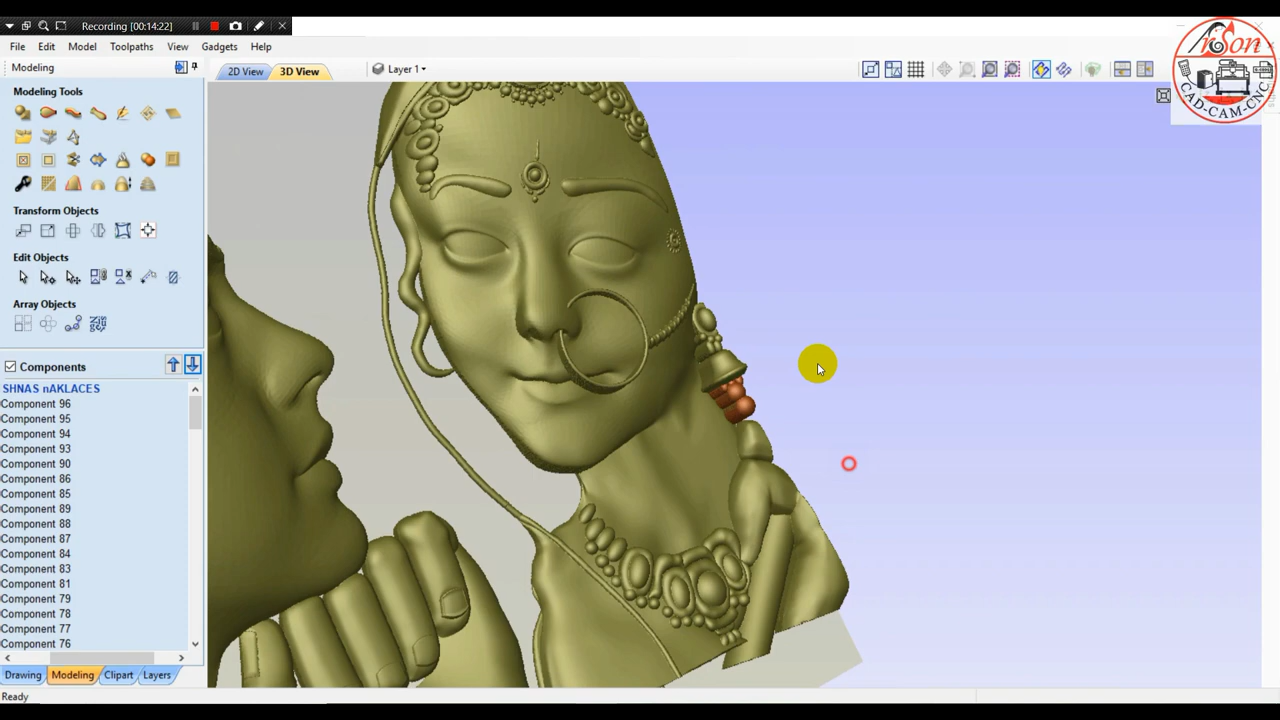 Recording [00:14:22]
File Edit Model Toolpaths View Gadgets Help
Modeling
2D View 3D View Layer 1
Modeling Tools
Transform Objects
Edit Objects
Array Objects
Components
SHNAS nAKLACES
Component 96
Component 95
Component 94
Component 93
Component 90
Component 86
Component 85
Component 89
Component 88
Component 87
Component 84
Component 83
Component 81
Component 79
Component 78
Component 77
Component 76
Drawing Modeling Clipart Layers
Ready
CAD-CAM-CNC